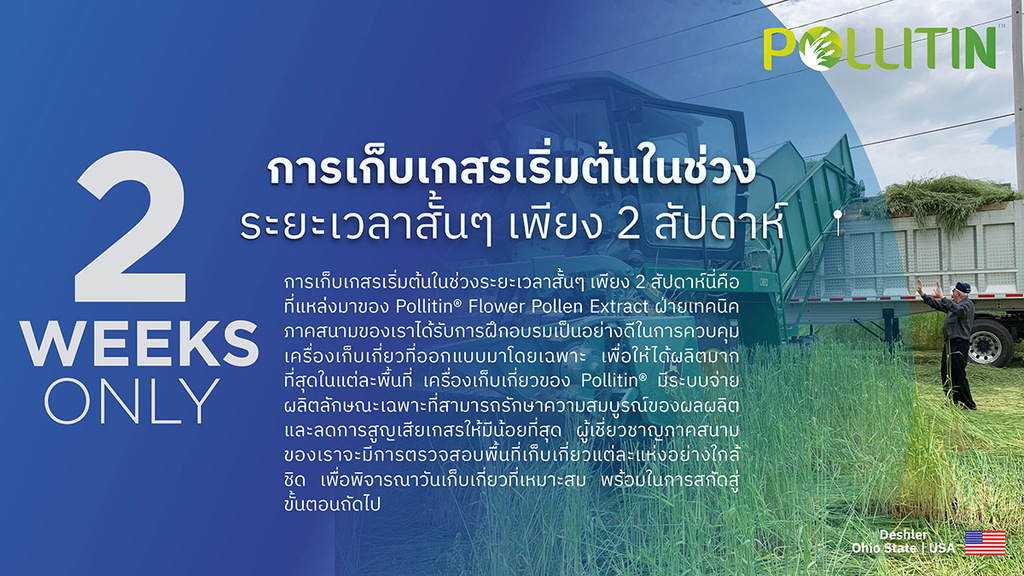 POLLITIN™
2
WEEKS
ONLY
การเก็บเกสรเริ่มต้นในช่วง
ระยะเวลาสั้นๆ เพียง 2 สัปดาห์
การเก็บเกสรเริ่มต้นในช่วงระยะเวลาสั้นๆ เพียง 2 สัปดาห์นี่คือ
ที่แหล่งมาของ Pollitin® Flower Pollen Extract ฝ่ายเทคนิค
ภาคสนามของเราได้รับการฝึกอบรมเป็นอย่างดีในการควบคุม
เครื่องเก็บเกี่ยวที่ออกแบบมาโดยเฉพาะ เพื่อให้ได้ผลิตมาก
ที่สุดในแต่ละพื้นที่ เครื่องเก็บเกี่ยวของ Pollitin® มีระบบจ่าย
ผลิตลักษณะเฉพาะที่สามารถรักษาความสมบูรณ์ของผลผลิต
และลดการสูญเสียเกสรให้มีน้อยที่สุด ผู้เชี่ยวชาญภาคสนาม
ของเราจะมีการตรวจสอบพื้นที่เก็บเกี่ยวแต่ละแห่งอย่างใกล้
ชิด เพื่อพิจารณาวันเก็บเกี่ยวที่เหมาะสม พร้อมในการสกัดสู่
ขั้นตอนถัดไป
Deshler
Ohio State | USA